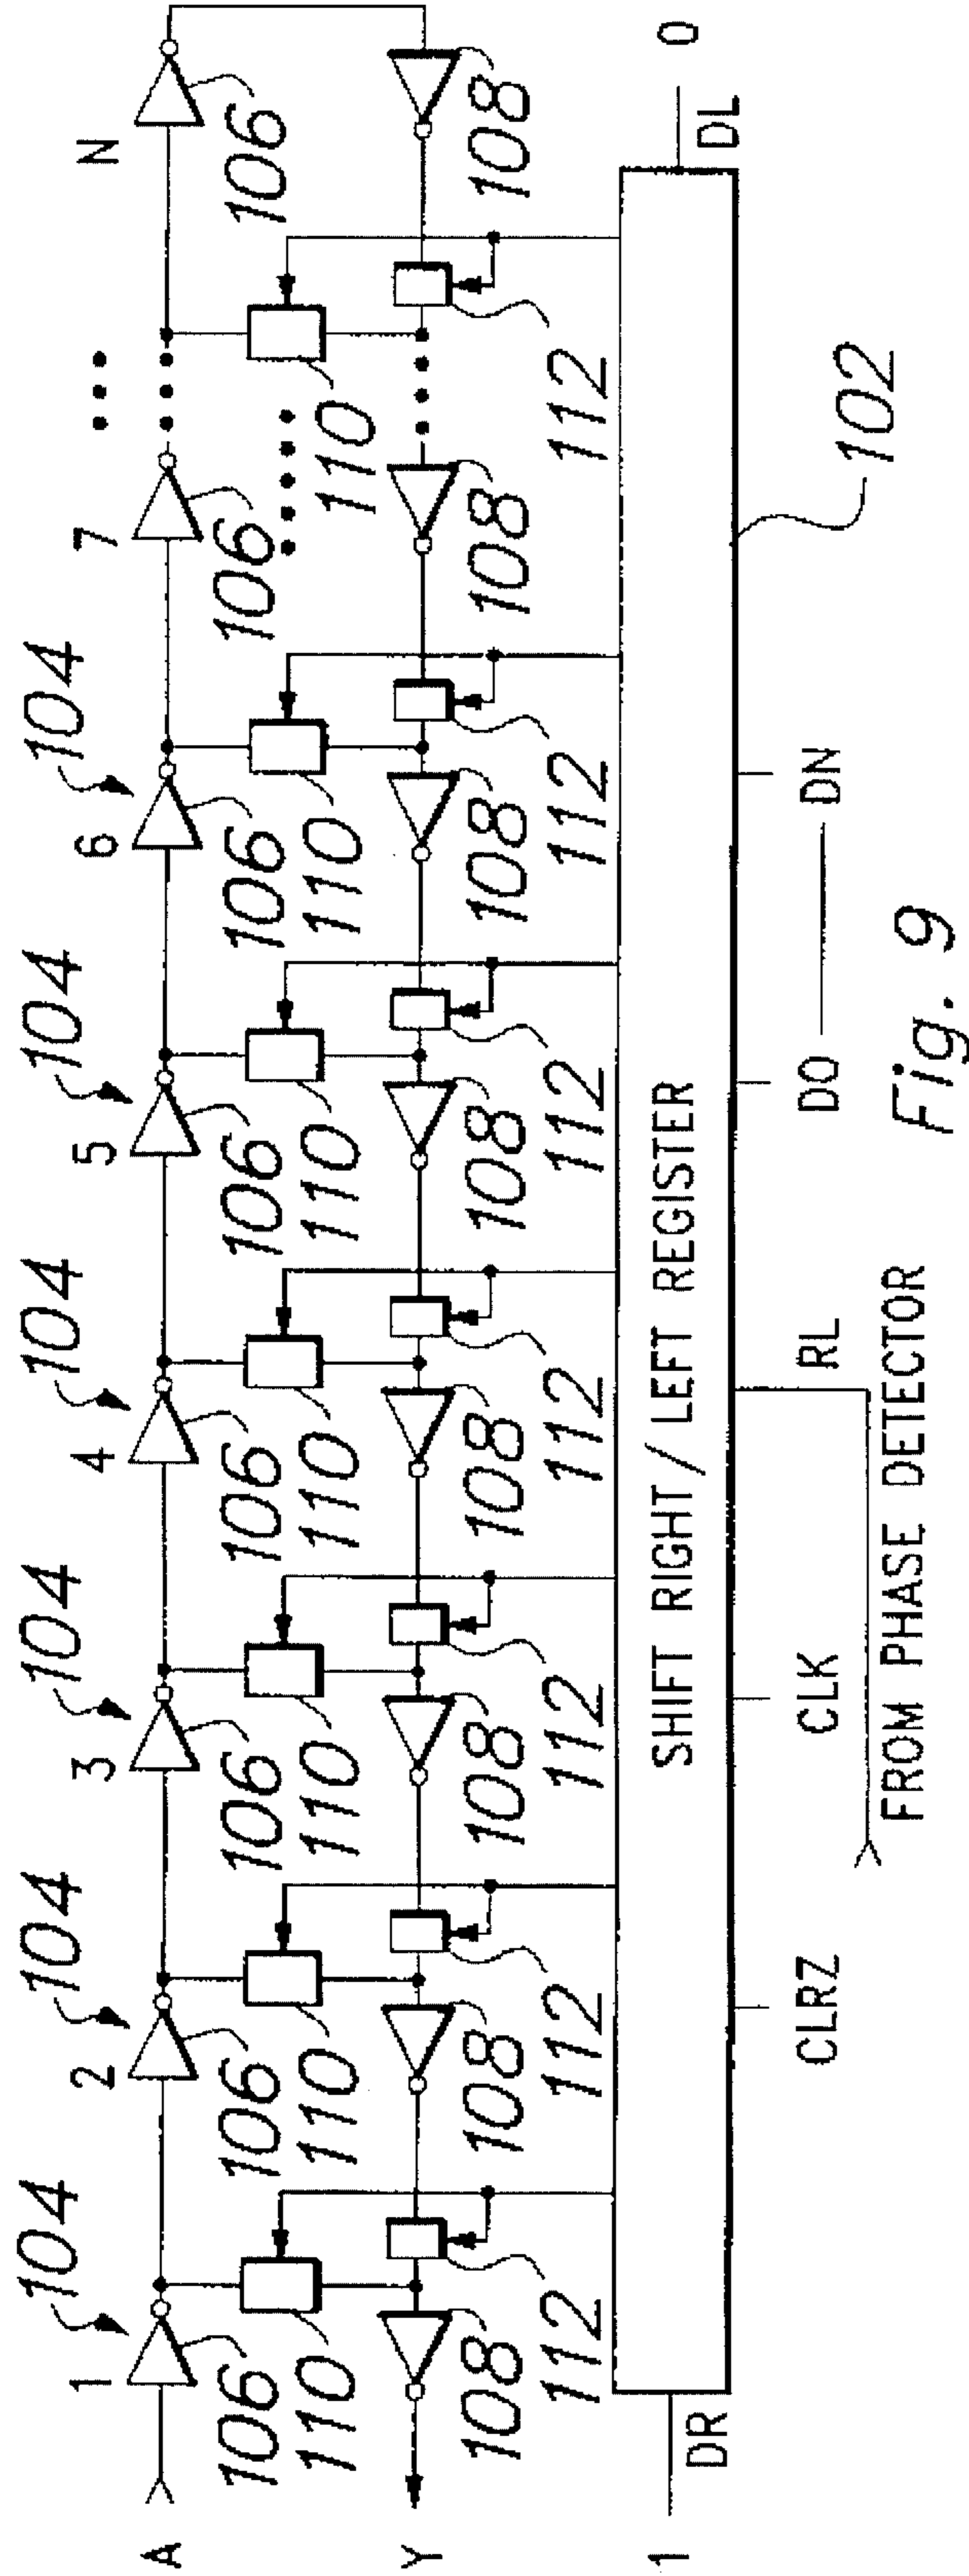 104 104 104 104 104 104
1 2 3 4 5 6 7 N
A
106 106 106 106 106 106 106 106
110 110 110 110 110 110 110
Y
108 108 108 108 108 108 108 108
112 112 112 112 112 112 112
1 DR SHIFT RIGHT / LEFT REGISTER DL 0
102
CLRZ CLK RL DO DN
FROM PHASE DETECTOR
Fig. 9